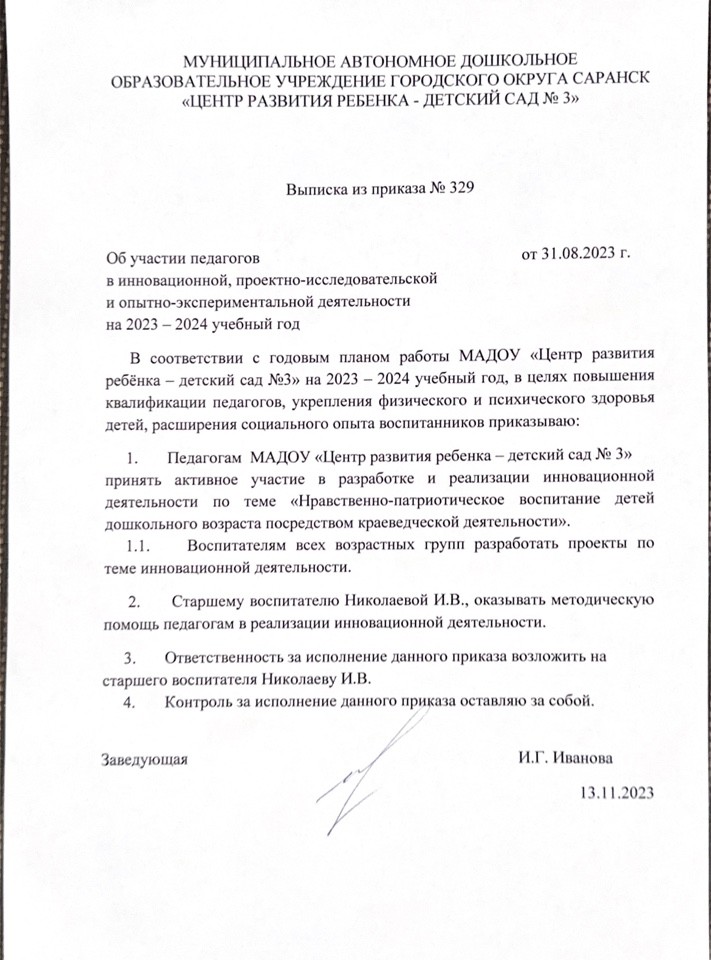 МУНИЦИПАЛЬНОЕ АВТОНОМНОЕ ДОШКОЛЬНОЕ
ОБРАЗОВАТЕЛЬНОЕ УЧРЕЖДЕНИЕ ГОРОДСКОГО ОКРУГА САРАНСК
«ЦЕНТР РАЗВИТИЯ РЕБЕНКА - ДЕТСКИЙ САД № 3»
Выписка из приказа № 329
Об участии педагогов от 31.08.2023 г.
в инновационной, проектно-исследовательской
и опытно-экспериментальной деятельности
на 2023 – 2024 учебный год
В соответствии с годовым планом работы МАДОУ «Центр развития
ребёнка – детский сад №3» на 2023 – 2024 учебный год, в целях повышения
квалификации педагогов, укрепления физического и психического здоровья
детей, расширения социального опыта воспитанников приказываю:
1. Педагогам МАДОУ «Центр развития ребенка – детский сад № 3»
принять активное участие в разработке и реализации инновационной
деятельности по теме «Нравственно-патриотическое воспитание детей
дошкольного возраста посредством краеведческой деятельности».
1.1. Воспитателям всех возрастных групп разработать проекты по
теме инновационной деятельности.
2. Старшему воспитателю Николаевой И.В., оказывать методическую
помощь педагогам в реализации инновационной деятельности.
3. Ответственность за исполнение данного приказа возложить на
старшего воспитателя Николаеву И.В.
4. Контроль за исполнение данного приказа оставляю за собой.
Заведующая И.Г. Иванова
13.11.2023